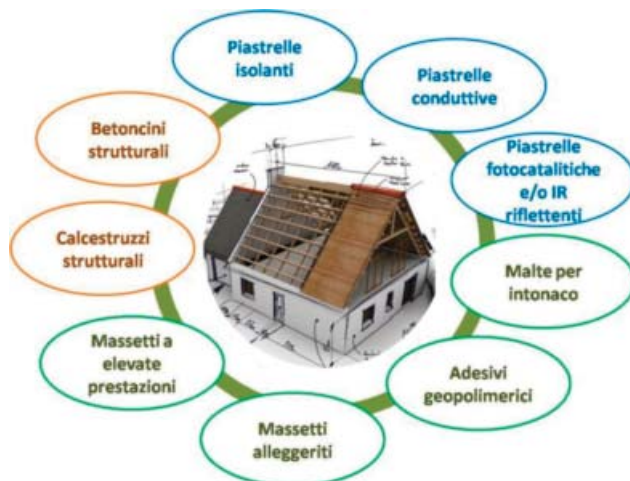 Piastrelle
isolanti
Piastrelle
conduttive
Piastrelle
fotocatalitiche
e/o IR
riflettenti
Malte per
intonaco
Adesivi
geopolimerici
Massetti
alleggeriti
Massetti a
elevate
prestazioni
Calcestruzzi
strutturali
Betoncini
strutturali